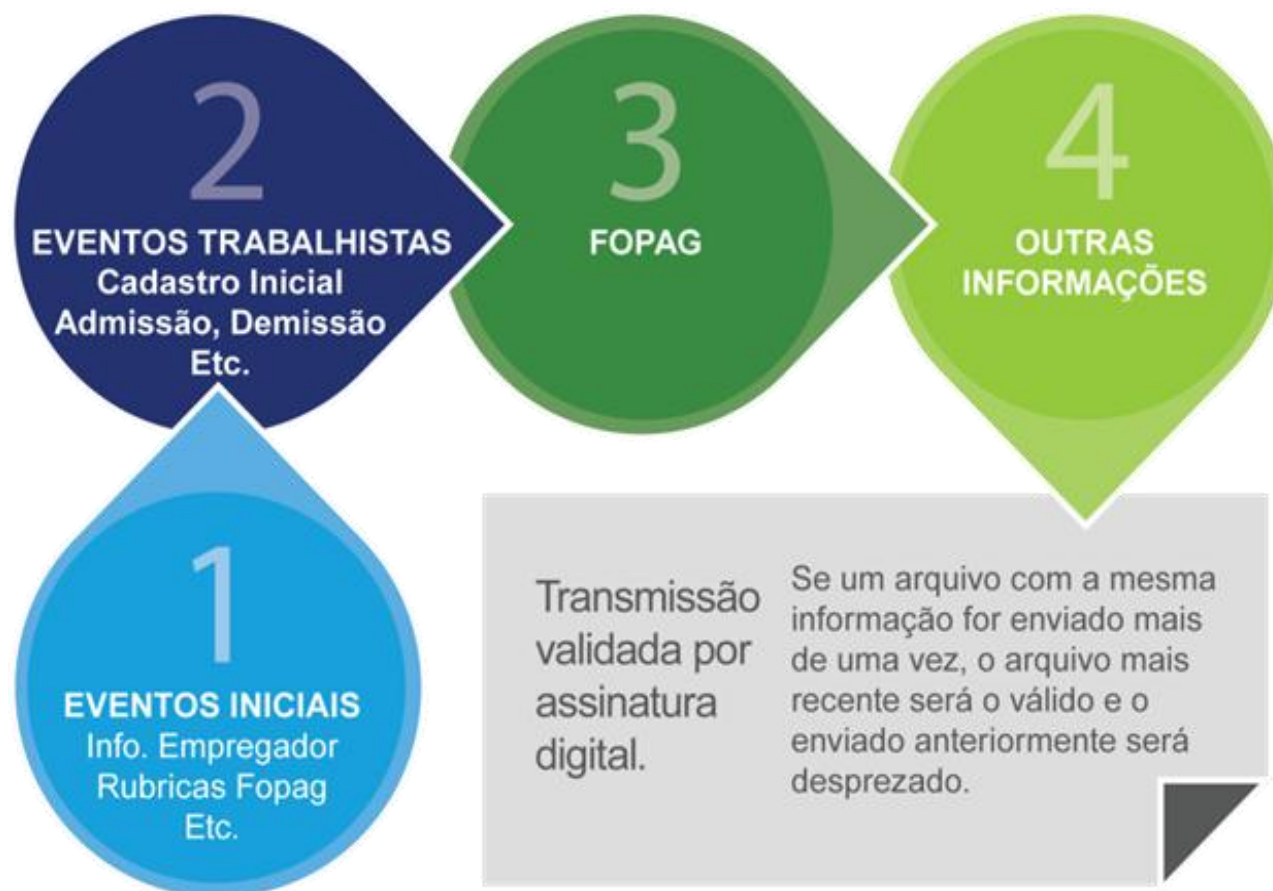 1
EVENTOS INICIAIS
Info. Empregador
Rubricas Fopag
Etc.
2
EVENTOS TRABALHISTAS
Cadastro Inicial
Admissão, Demissão
Etc.
3
FOPAG
4
OUTRAS
INFORMAÇÕES
Transmissão
validada por
assinatura
digital.
Se um arquivo com a mesma
informação for enviado mais
de uma vez, o arquivo mais
recente será o válido e o
enviado anteriormente será
desprezado.